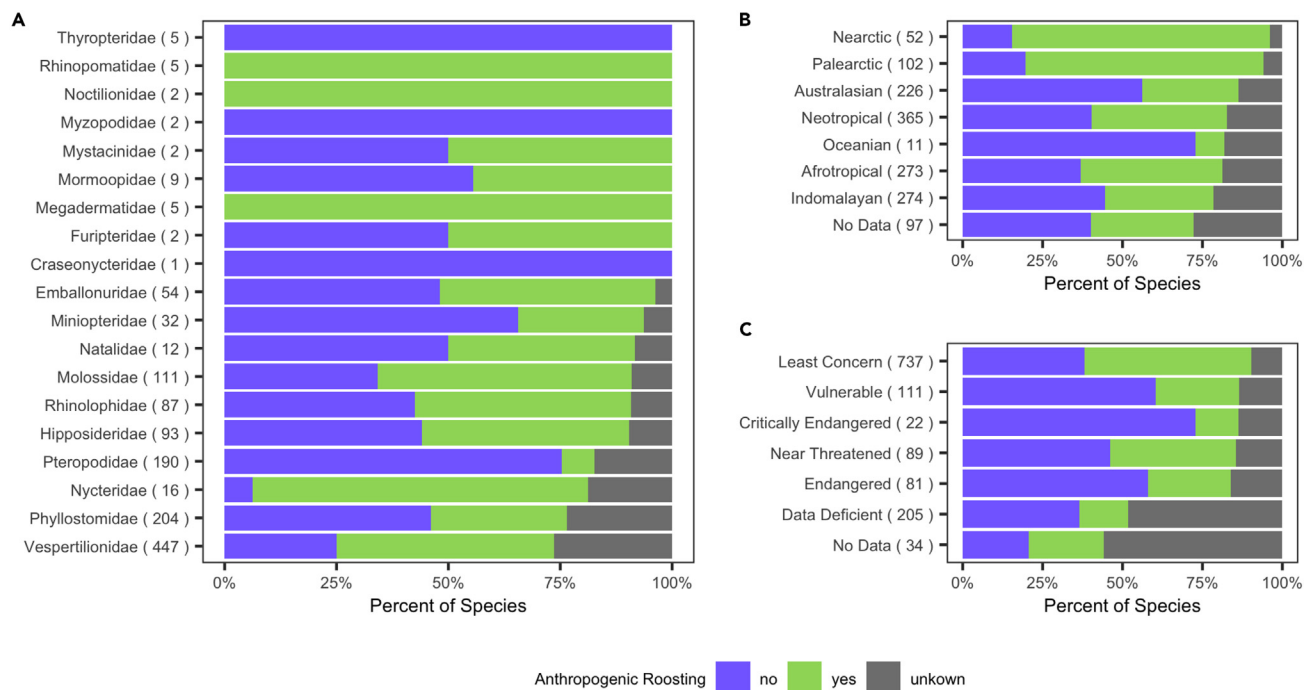 A
Thyropteridae ( 5 )
Rhinopomatidae ( 5 )
Noctilionidae ( 2 )
Myzopodidae ( 2 )
Mystacinidae ( 2 )
Mormoopidae ( 9 )
Megadermatidae ( 5 )
Furipteridae ( 2 )
Craseonycteridae ( 1 )
Emballonuridae ( 54 )
Miniopteridae ( 32 )
Natalidae ( 12 )
Molossidae ( 111 )
Rhinolophidae ( 87 )
Hipposideridae ( 93 )
Pteropodidae ( 190 )
Nycteridae ( 16 )
Phyllostomidae ( 204 )
Vespertilionidae ( 447 )
0% 25% 50% 75% 100%
Percent of Species
B
Nearctic ( 52 )
Palearctic ( 102 )
Australasian ( 226 )
Neotropical ( 365 )
Oceanian ( 11 )
Afrotropical ( 273 )
Indomalayan ( 274 )
No Data ( 97 )
0% 25% 50% 75% 100%
Percent of Species
C
Least Concern ( 737 )
Vulnerable ( 111 )
Critically Endangered ( 22 )
Near Threatened ( 89 )
Endangered ( 81 )
Data Deficient ( 205 )
No Data ( 34 )
0% 25% 50% 75% 100%
Percent of Species
Anthropogenic Roosting no yes unkown